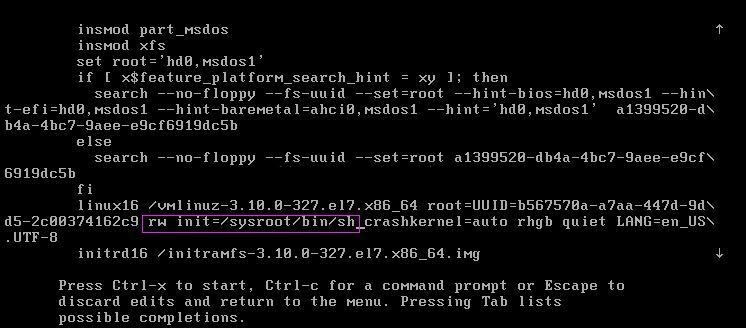 insmod part_msdos
↑
insmod xfs
set root='hd0,msdos1'
if [ x$feature_platform_search_hint = xy ]; then
search --no-floppy --fs-uuid --set=root --hint-bios=hd0,msdos1 --hin\
t-efi=hd0,msdos1 --hint-baremetal=ahci0,msdos1 --hint='hd0,msdos1'  a1399520-d\
b4a-4bc7-9aee-e9cf6919dc5b
else
search --no-floppy --fs-uuid --set=root a1399520-db4a-4bc7-9aee-e9cf\
6919dc5b
fi
linux16 /vmlinuz-3.10.0-327.el7.x86_64 root=UUID=b567570a-a7aa-447d-9d\
d5-2c00374162c9 rw init=/sysroot/bin/sh_crashkernel=auto rhgb quiet LANG=en_US\
.UTF-8
initrd16 /initramfs-3.10.0-327.el7.x86_64.img
↓
Press Ctrl-x to start, Ctrl-c for a command prompt or Escape to
discard edits and return to the menu. Pressing Tab lists
possible completions.